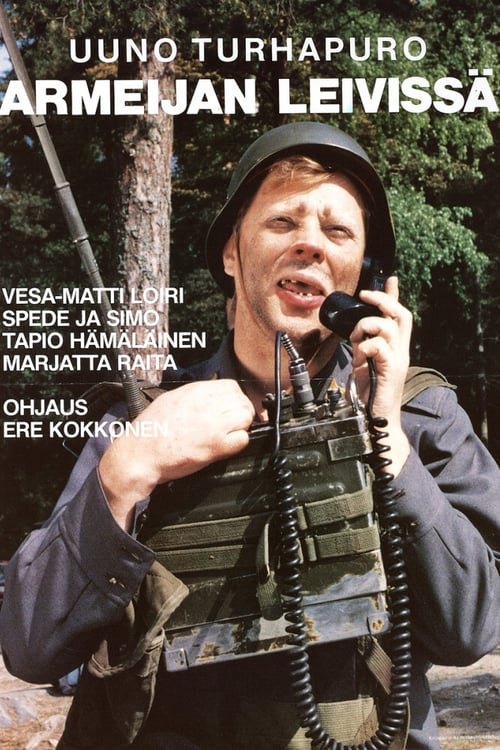 UUNO TURHAPURO
ARMEIJAN LEIVISSÄ
VESA-MATTI LOIRI
SPEDE JA SIMO
TAPIO HÄMÄLÄINEN
MARJATTA RAITA
OHJAUS
ERE KOKKONEN